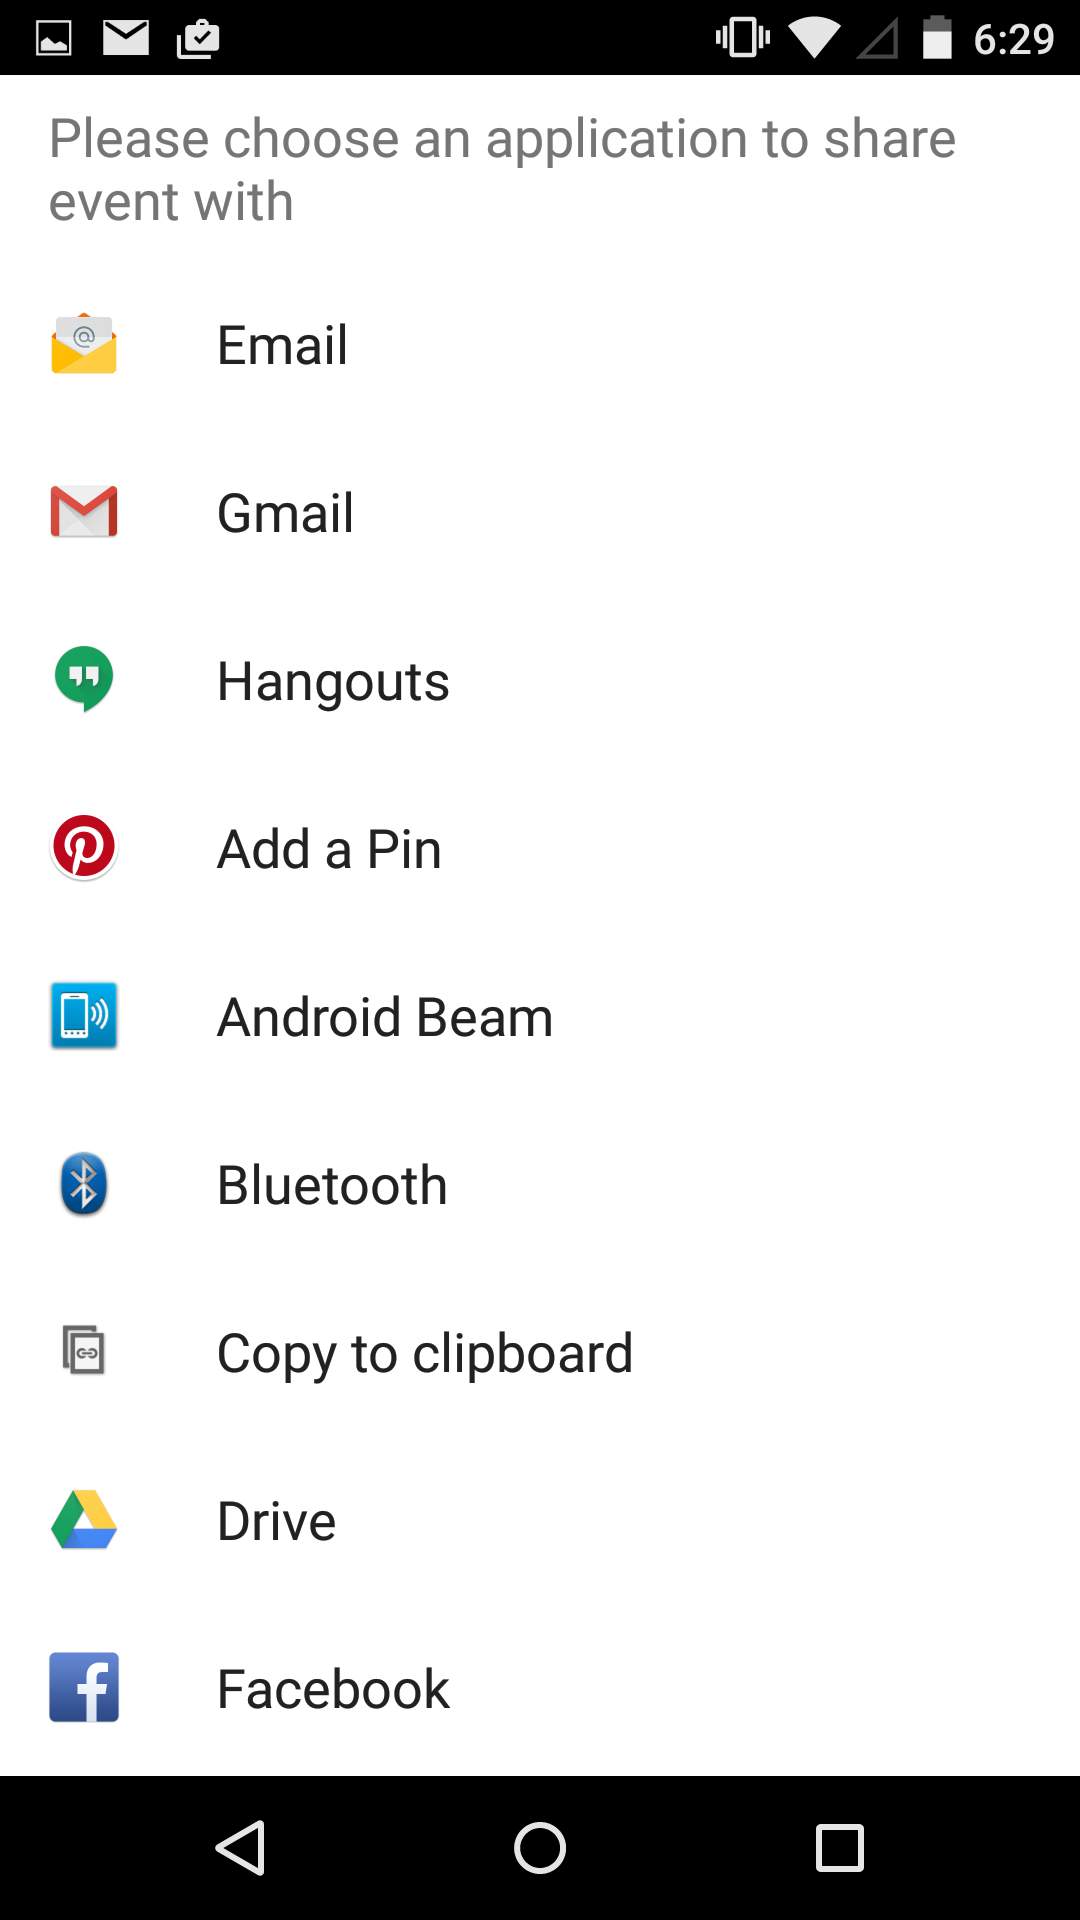 6:29
Please choose an application to share
event with
Email
Gmail
Hangouts
Add a Pin
Android Beam
Bluetooth
Copy to clipboard
Drive
Facebook